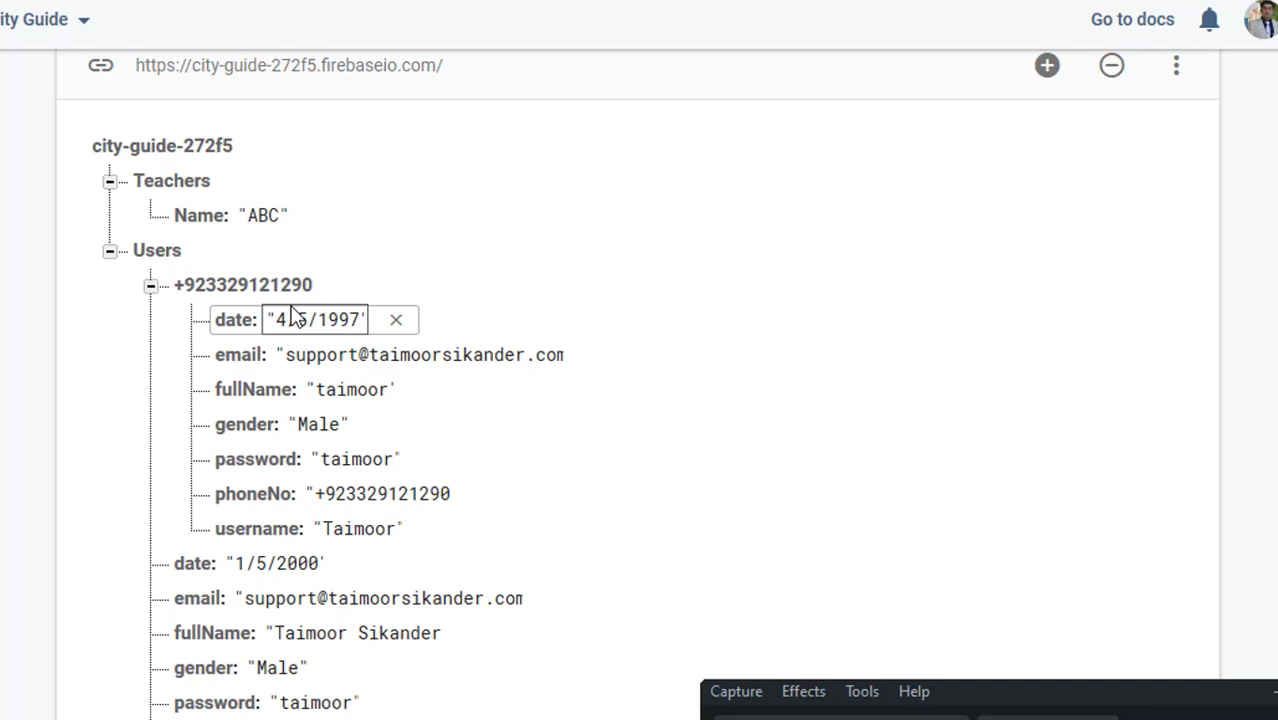 ity Guide Go to docs
https://city-guide-272f5.firebaseio.com/
city-guide-272f5
Teachers
Name: "ABC"
Users
+923329121290
date: "4/5/1997'
email: "support@taimoorsikander.com
fullName: "taimoor'
gender: "Male"
password: "taimoor"
phoneNo: "+923329121290
username: "Taimoor"
date: "1/5/2000'
email: "support@taimoorsikander.com
fullName: "Taimoor Sikander
gender: "Male"
password: "taimoor"
Capture Effects Tools Help